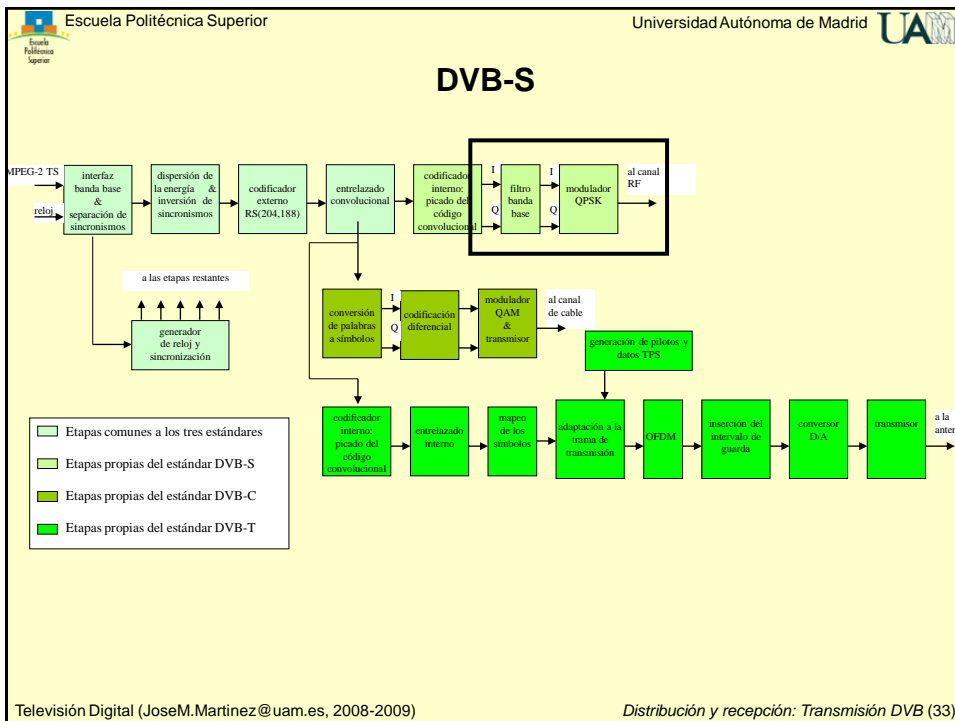 Escuela Politécnica Superior
Universidad Autónoma de Madrid
UAM
Escuela
Politécnica
Superior
DVB-S
MPEG-2 TS
reloj
interfaz
banda base
&
separación de
sincronismos
dispersión de
la energía &
inversión de
sincronismos
codificador
externo
RS(204,188)
entrelazado
convolucional
codificador
interno:
picado del
código
convolucional
I
Q
filtro
banda
base
I
Q
modulador
QPSK
al canal
RF
a las etapas restantes
generador
de reloj y
sincronización
conversión
de palabras
a símbolos
I
Q
codificación
diferencial
modulador
QAM
&
transmisor
al canal
de cable
generación de pilotos y
datos TPS
codificador
interno:
picado del
código
convolucional
entrelazado
interno
mapeo
de los
símbolos
adaptación a la
trama de
transmisión
OFDM
inserción del
intervalo de
guarda
conversor
D/A
transmisor
a la
anter
Etapas comunes a los tres estándares
Etapas propias del estándar DVB-S
Etapas propias del estándar DVB-C
Etapas propias del estándar DVB-T
Televisión Digital (JoseM.Martinez@uam.es, 2008-2009)
Distribución y recepción: Transmisión DVB (33)